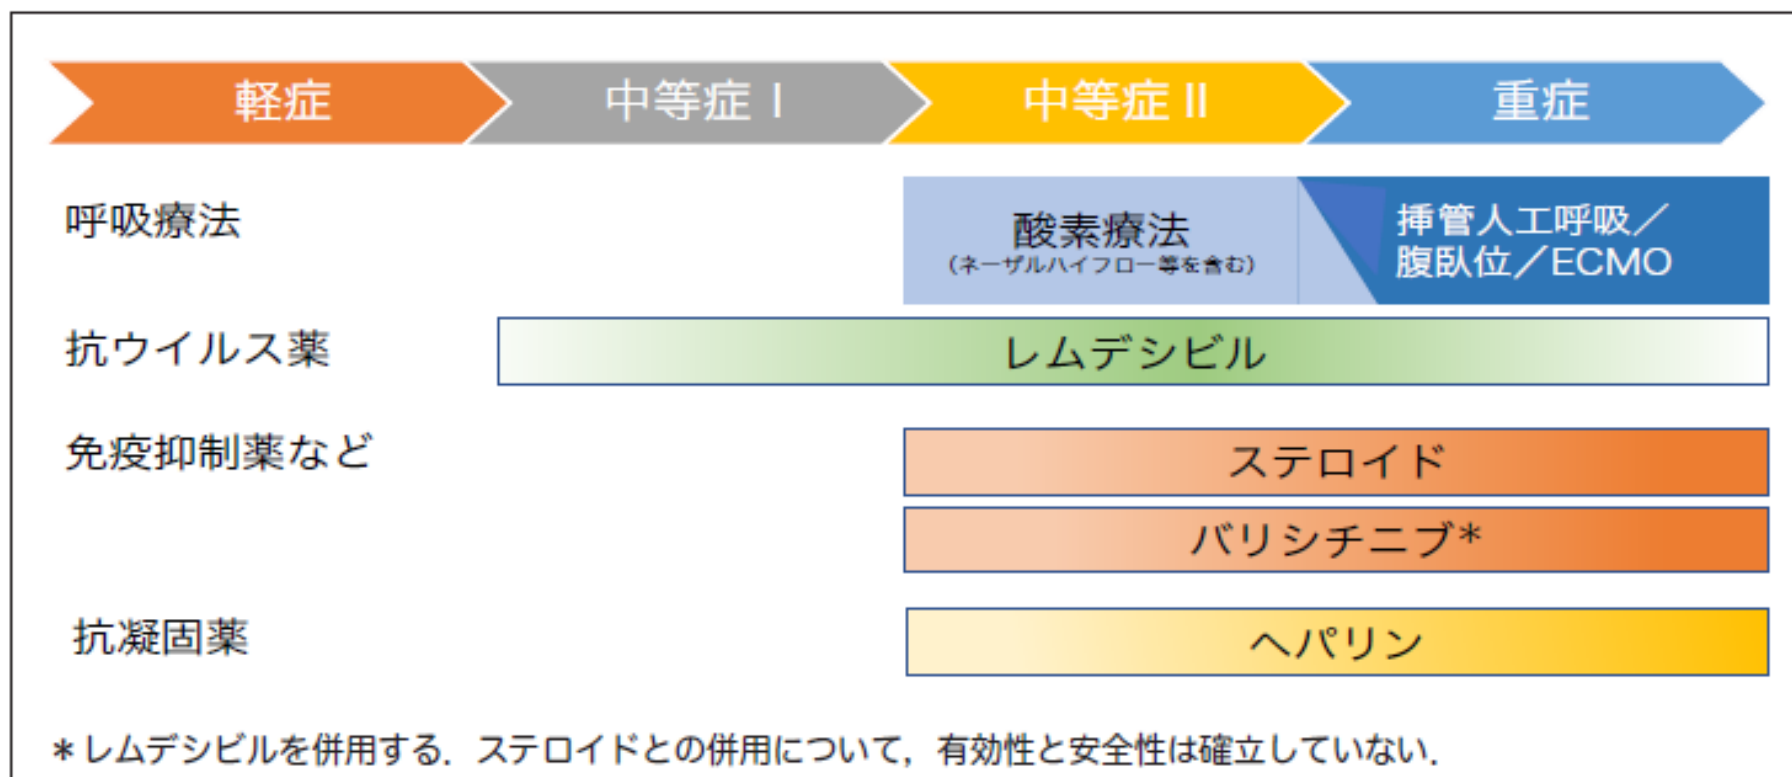 軽症
中等症Ⅰ
中等症Ⅱ
重症
呼吸療法
酸素療法
(ネーザルハイフロー等を含む)
挿管人工呼吸／
腹臥位／ECMO
抗ウイルス薬
レムデシビル
免疫抑制薬など
ステロイド
バリシチニブ*
抗凝固薬
ヘパリン
*レムデシビルを併用する．ステロイドとの併用について，有効性と安全性は確立していない．